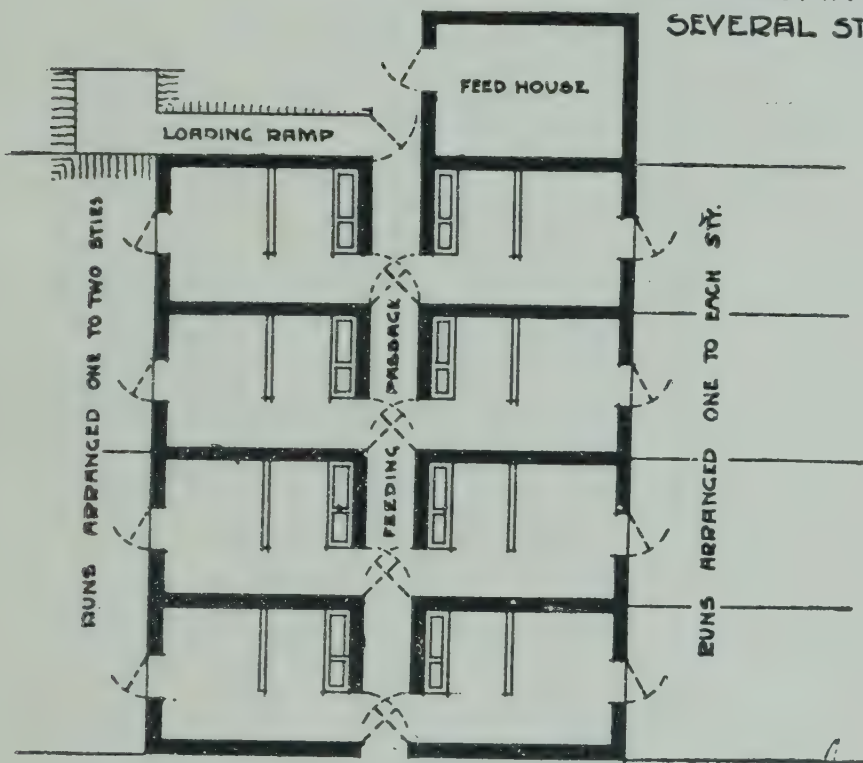 SEVERAL
FEED HOUSE
LOADING RAMP
RUNS ARRANGED ONE TO TWO STIES
FEEDING PASSAGE
RUNS ARRANGED ONE TO EACH STY.